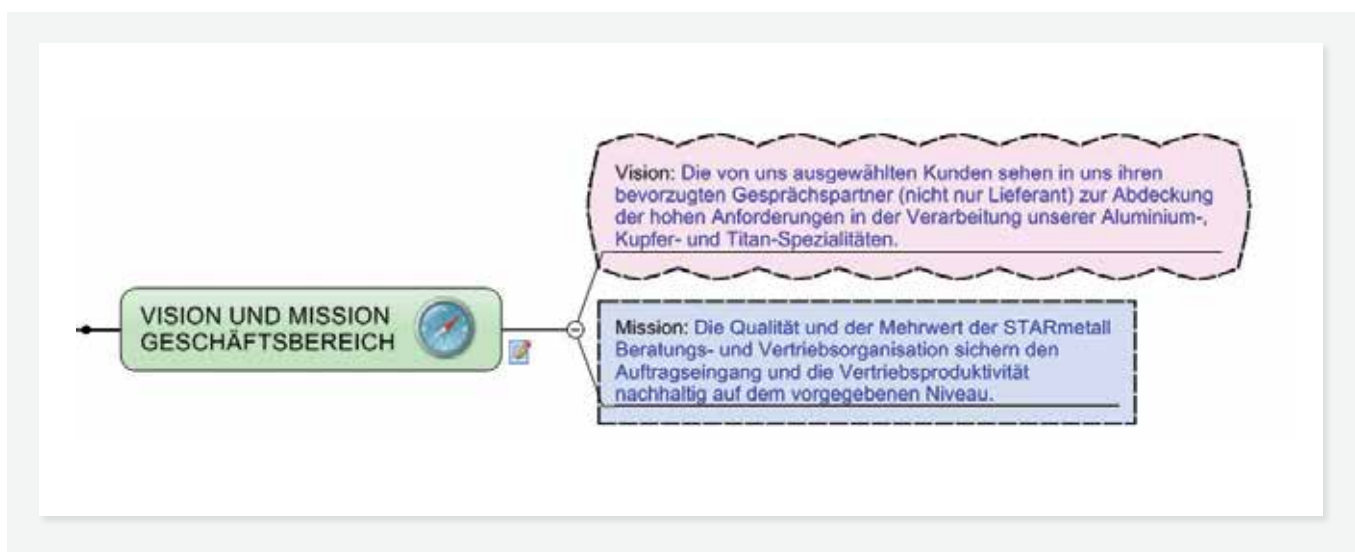 VISION UND MISSION
GESCHÄFTSBEREICH
Vision: Die von uns ausgewählten Kunden sehen in uns ihren
bevorzugten Gesprächspartner (nicht nur Lieferant) zur Abdeckung
der hohen Anforderungen in der Verarbeitung unserer Aluminium-,
Kupfer- und Titan-Spezialitäten.
Mission: Die Qualität und der Mehrwert der STARmetall
Beratungs- und Vertriebsorganisation sichern den
Auftragseingang und die Vertriebsproduktivität
nachhaltig auf dem vorgegebenen Niveau.